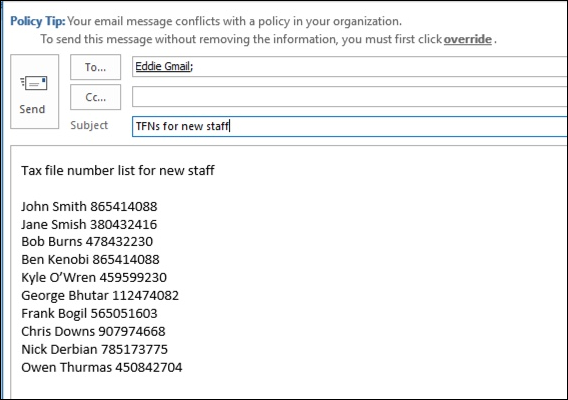 Policy Tip: Your email message conflicts with a policy in your organization.
To send this message without removing the information, you must first click override .
To... Eddie Gmail;
Cc...
Send
Subject TFNs for new staff
Tax file number list for new staff
John Smith 865414088
Jane Smish 380432416
Bob Burns 478432230
Ben Kenobi 865414088
Kyle O’Wren 459599230
George Bhutar 112474082
Frank Bogil 565051603
Chris Downs 907974668
Nick Derbian 785173775
Owen Thurmas 450842704